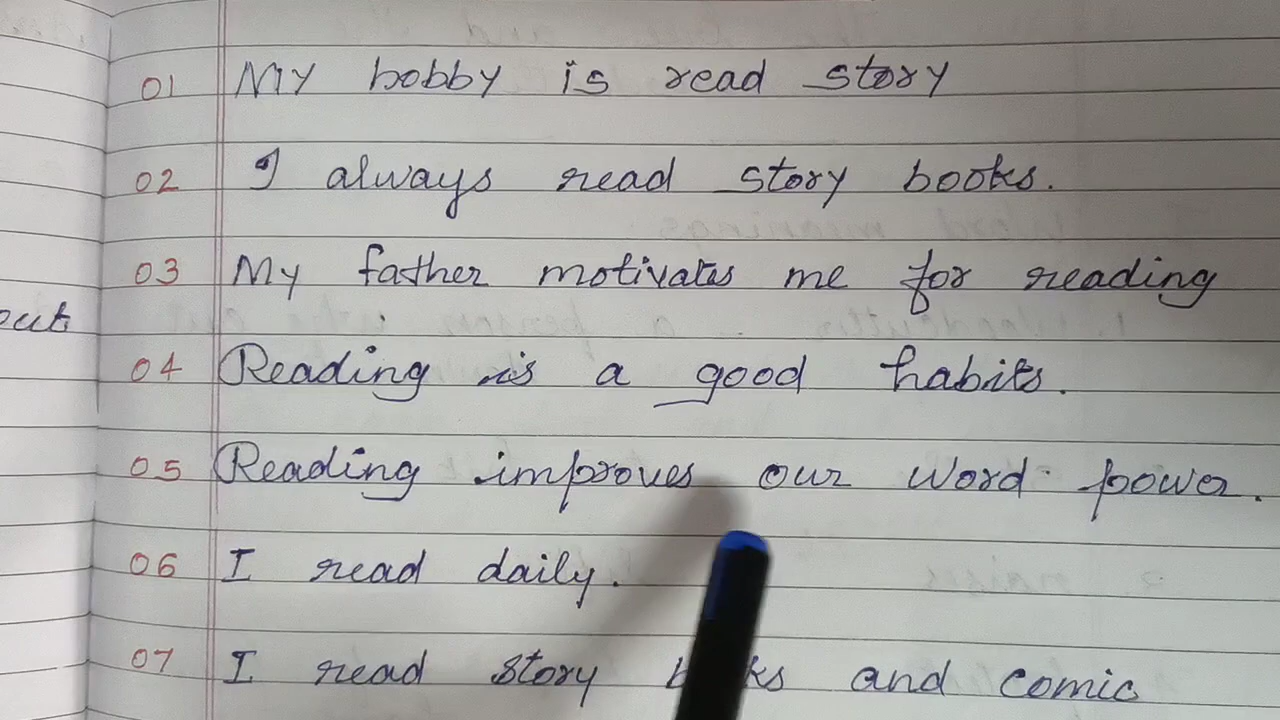 01 My hobby is read story
02 I always read story books.
03 My father motivates me for reading
04 Reading is a good habits.
05 Reading improves our word power.
06 I read daily.
07 I read story and comic